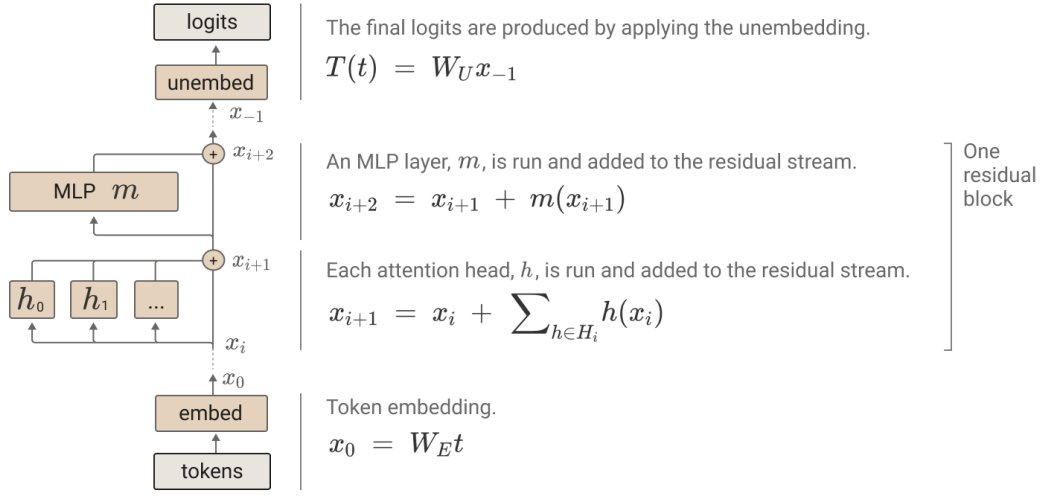 logits
The final logits are produced by applying the unembedding.
unembed
T(t) = W_U x_{-1}
x_{-1}
x_{i+2}
An MLP layer, m, is run and added to the residual stream.
One
residual
block
MLP m
x_{i+2} = x_{i+1} + m(x_{i+1})
x_{i+1}
Each attention head, h, is run and added to the residual stream.
h_0 h_1 ...
x_{i+1} = x_i + ∑_{h∈H_i} h(x_i)
x_i
x_0
embed
Token embedding.
x_0 = W_E t
tokens